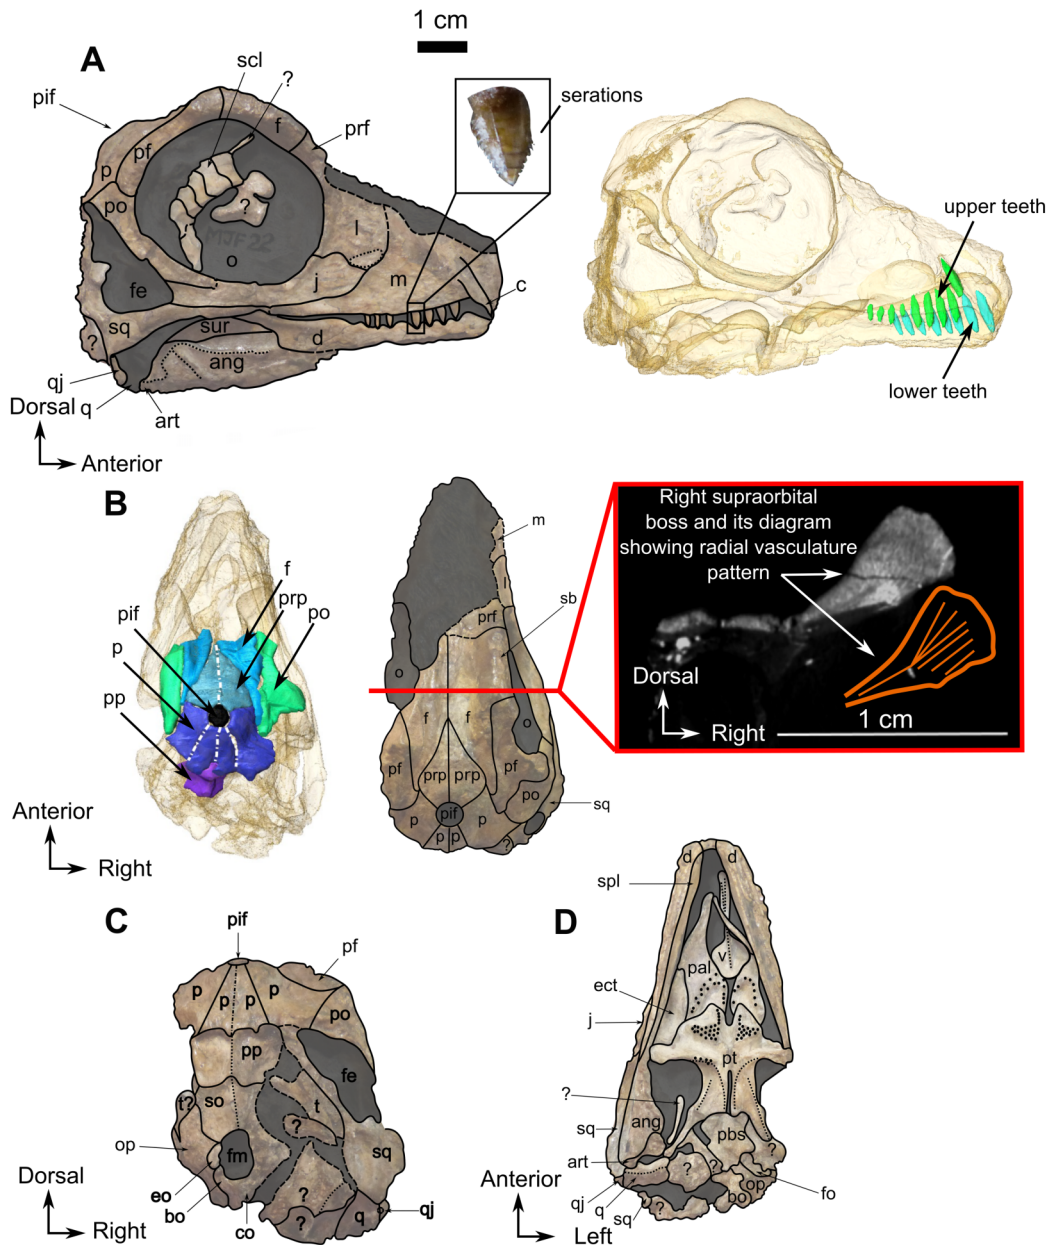 1 cm
A
scl
?
pif
f
prf
serations
pf
p
po
?
l
MJF 22
o
upper teeth
fe
j
m
c
sq
sur
d
?
ang
qj
lower teeth
Dorsal
q
art
Anterior
B
Right supraorbital
boss and its diagram
showing radial vasculature
pattern
m
f
l
prp
sb
pif
po
prf
p
o
Dorsal
pp
f
f
o
1 cm
Right
pf
prp
prp
pf
po
sq
Anterior
p
pif
p
p
p
?
Right
d
d
spl
C
D
pif
pf
v
pal
p
p
p
p
ect
po
j
pp
pt
fe
?
t?
so
t
ang
pbs
?
sq
op
fm
sq
art
?
?
?
Dorsal
eo
Anterior
qj
q
op
fo
bo
?
bo
Right
co
?
q
qj
sq
?
Left